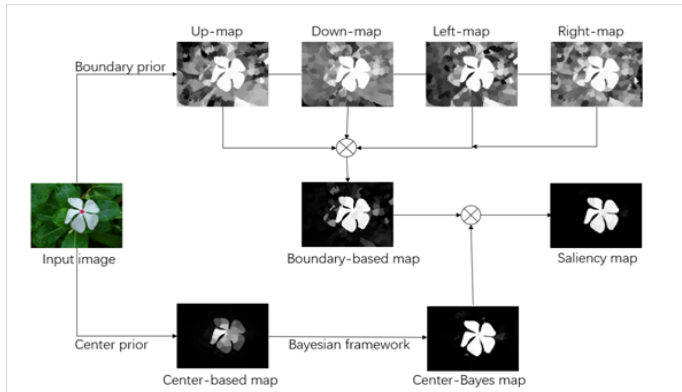 Up-map
Down-map
Left-map
Right-map
Boundary prior
Input image
Boundary-based map
Saliency map
Center prior
Bayesian framework
Center-based map
Center-Bayes map